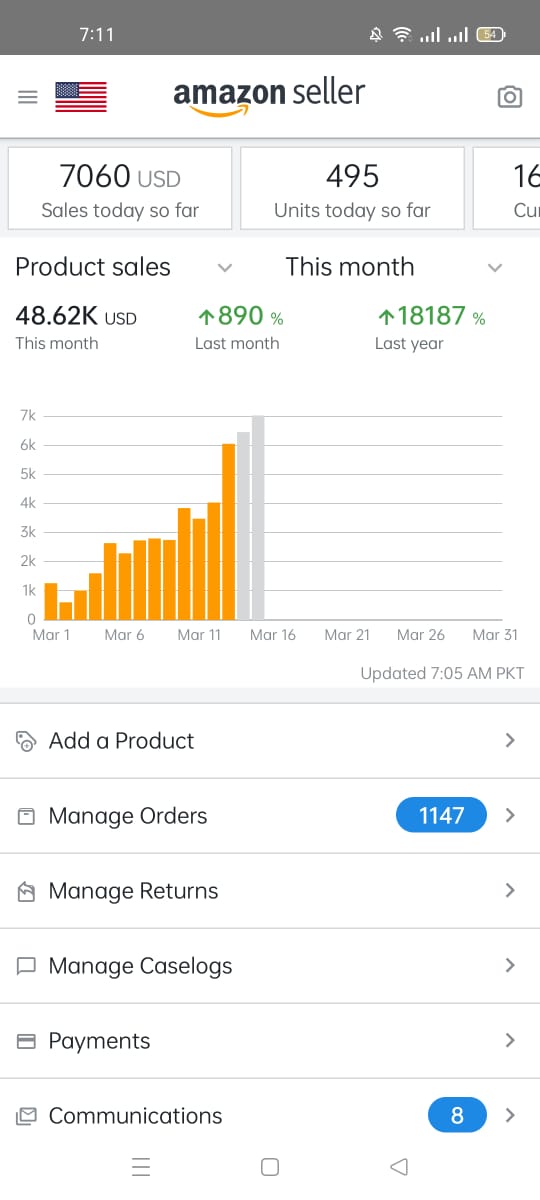 7:11
54
amazon seller
7060 USD
Sales today so far
495
Units today so far
16
Cu
Product sales
This month
48.62K USD
This month
↑890 %
Last month
↑18187 %
Last year
7k
6k
5k
4k
3k
2k
1k
0
Mar 1 Mar 6 Mar 11 Mar 16 Mar 21 Mar 26 Mar 31
Updated 7:05 AM PKT
Add a Product
Manage Orders 1147
Manage Returns
Manage Caselogs
Payments
Communications 8